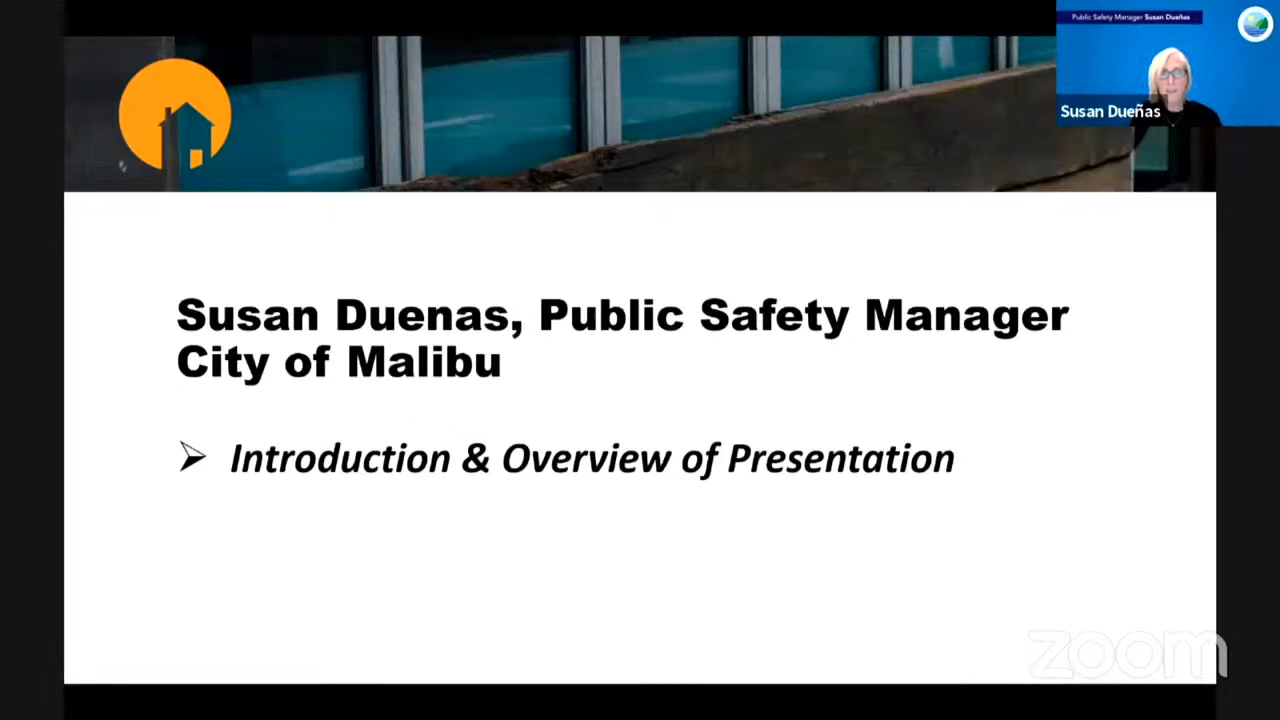 Public Safety Manager Susan Dueñas
Susan Dueñas
Susan Duenas, Public Safety Manager
City of Malibu
➢ Introduction & Overview of Presentation
zoom